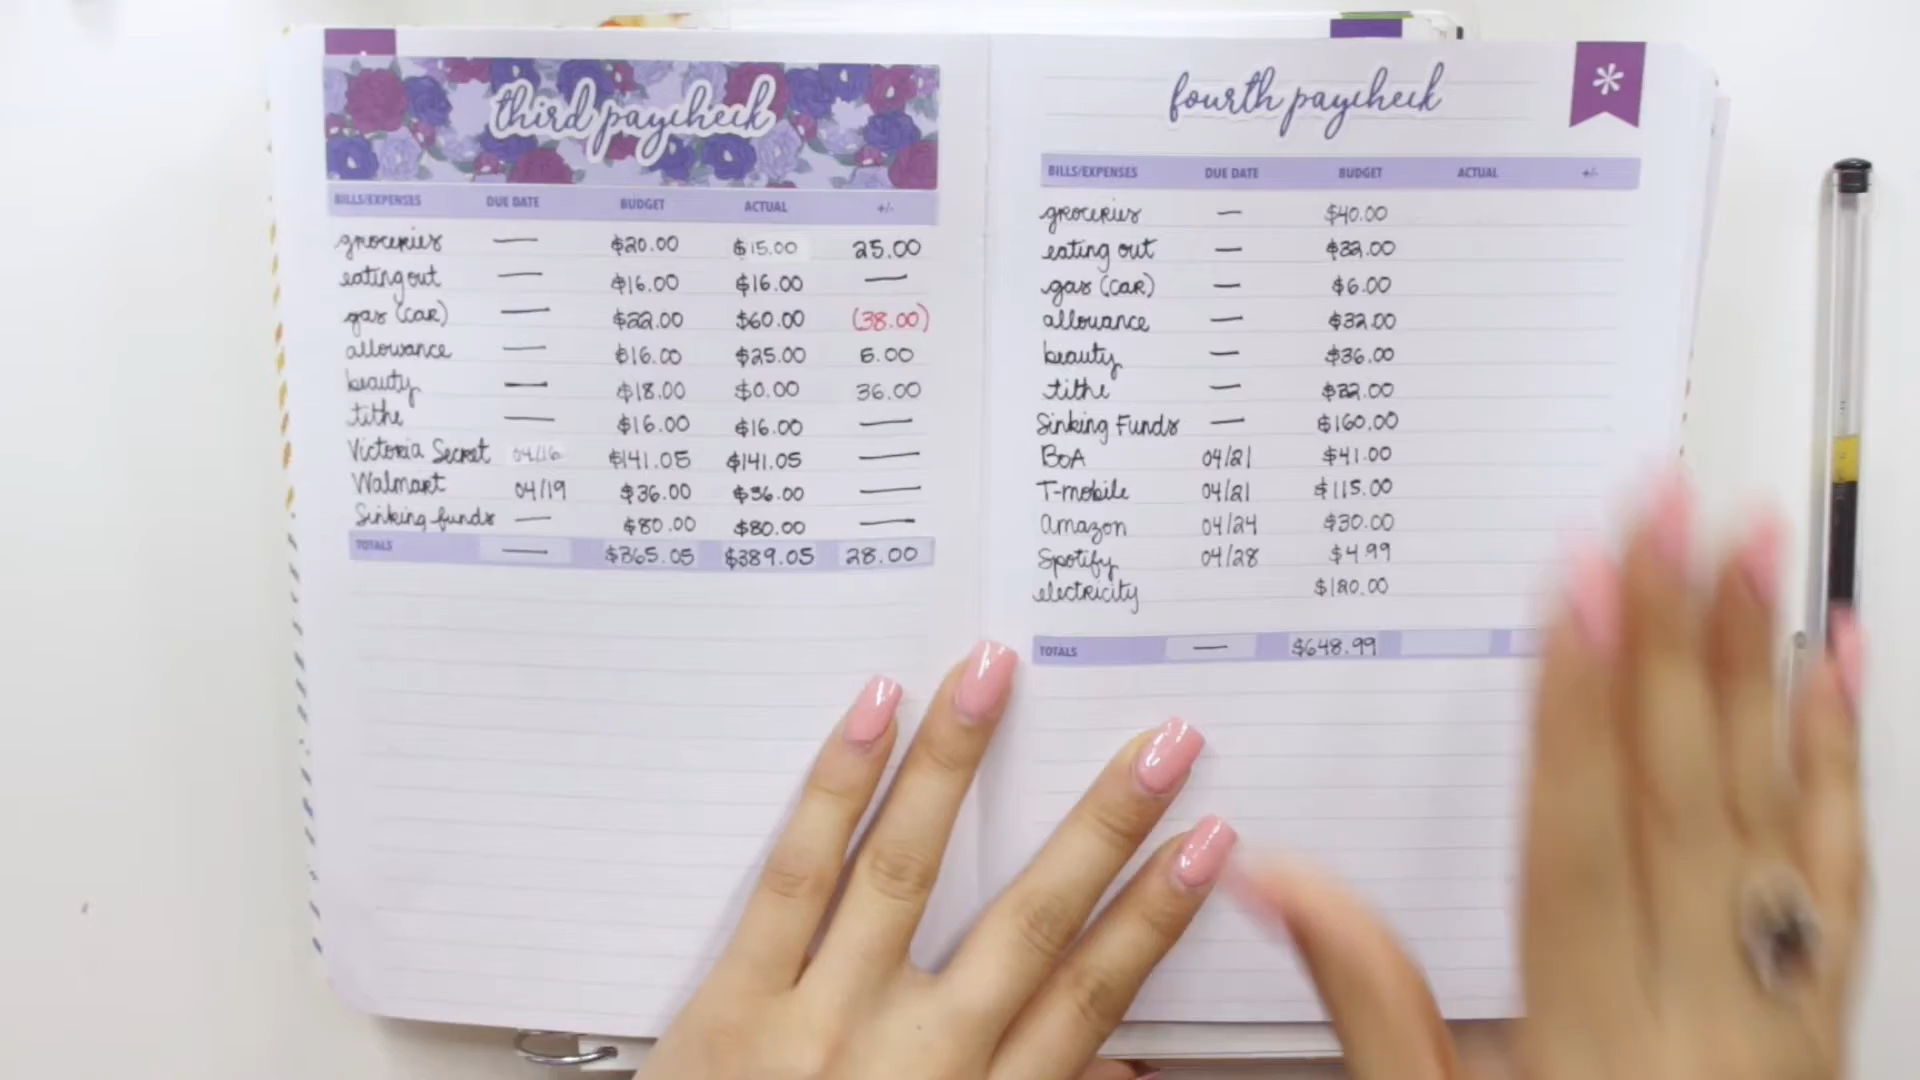 third paycheck
BILLS/EXPENSES DUE DATE BUDGET ACTUAL +/-
groceries — $20.00 $15.00 25.00
eating out — $16.00 $16.00 —
gas (car) — $22.00 $60.00 (38.00)
allowance — $16.00 $25.00 5.00
beauty — $18.00 $0.00 36.00
tithe — $16.00 $16.00 —
Victoria Secret 04/16 $141.05 $141.05 —
Walmart 04/19 $36.00 $36.00 —
Sinking funds — $80.00 $80.00 —
TOTALS — $365.05 $389.05 28.00
fourth paycheck
*
BILLS/EXPENSES DUE DATE BUDGET ACTUAL +/-
groceries — $40.00
eating out — $32.00
gas (car) — $6.00
allowance — $32.00
beauty — $36.00
tithe — $32.00
Sinking Funds — $160.00
BoA 04/21 $41.00
T-mobile 04/21 $115.00
Amazon 04/24 $30.00
Spotify 04/28 $4.99
electricity $120.00
TOTALS — $648.99